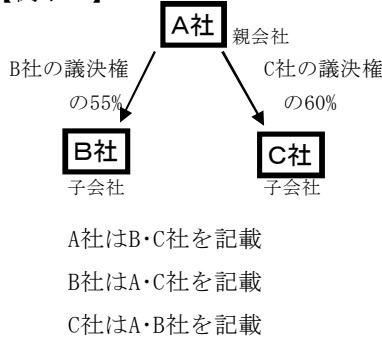 A社
親会社
B社の議決権
の55%
C社の議決権
の60%
B社
子会社
C社
子会社
A社はB･C社を記載
B社はA･C社を記載
C社はA･B社を記載